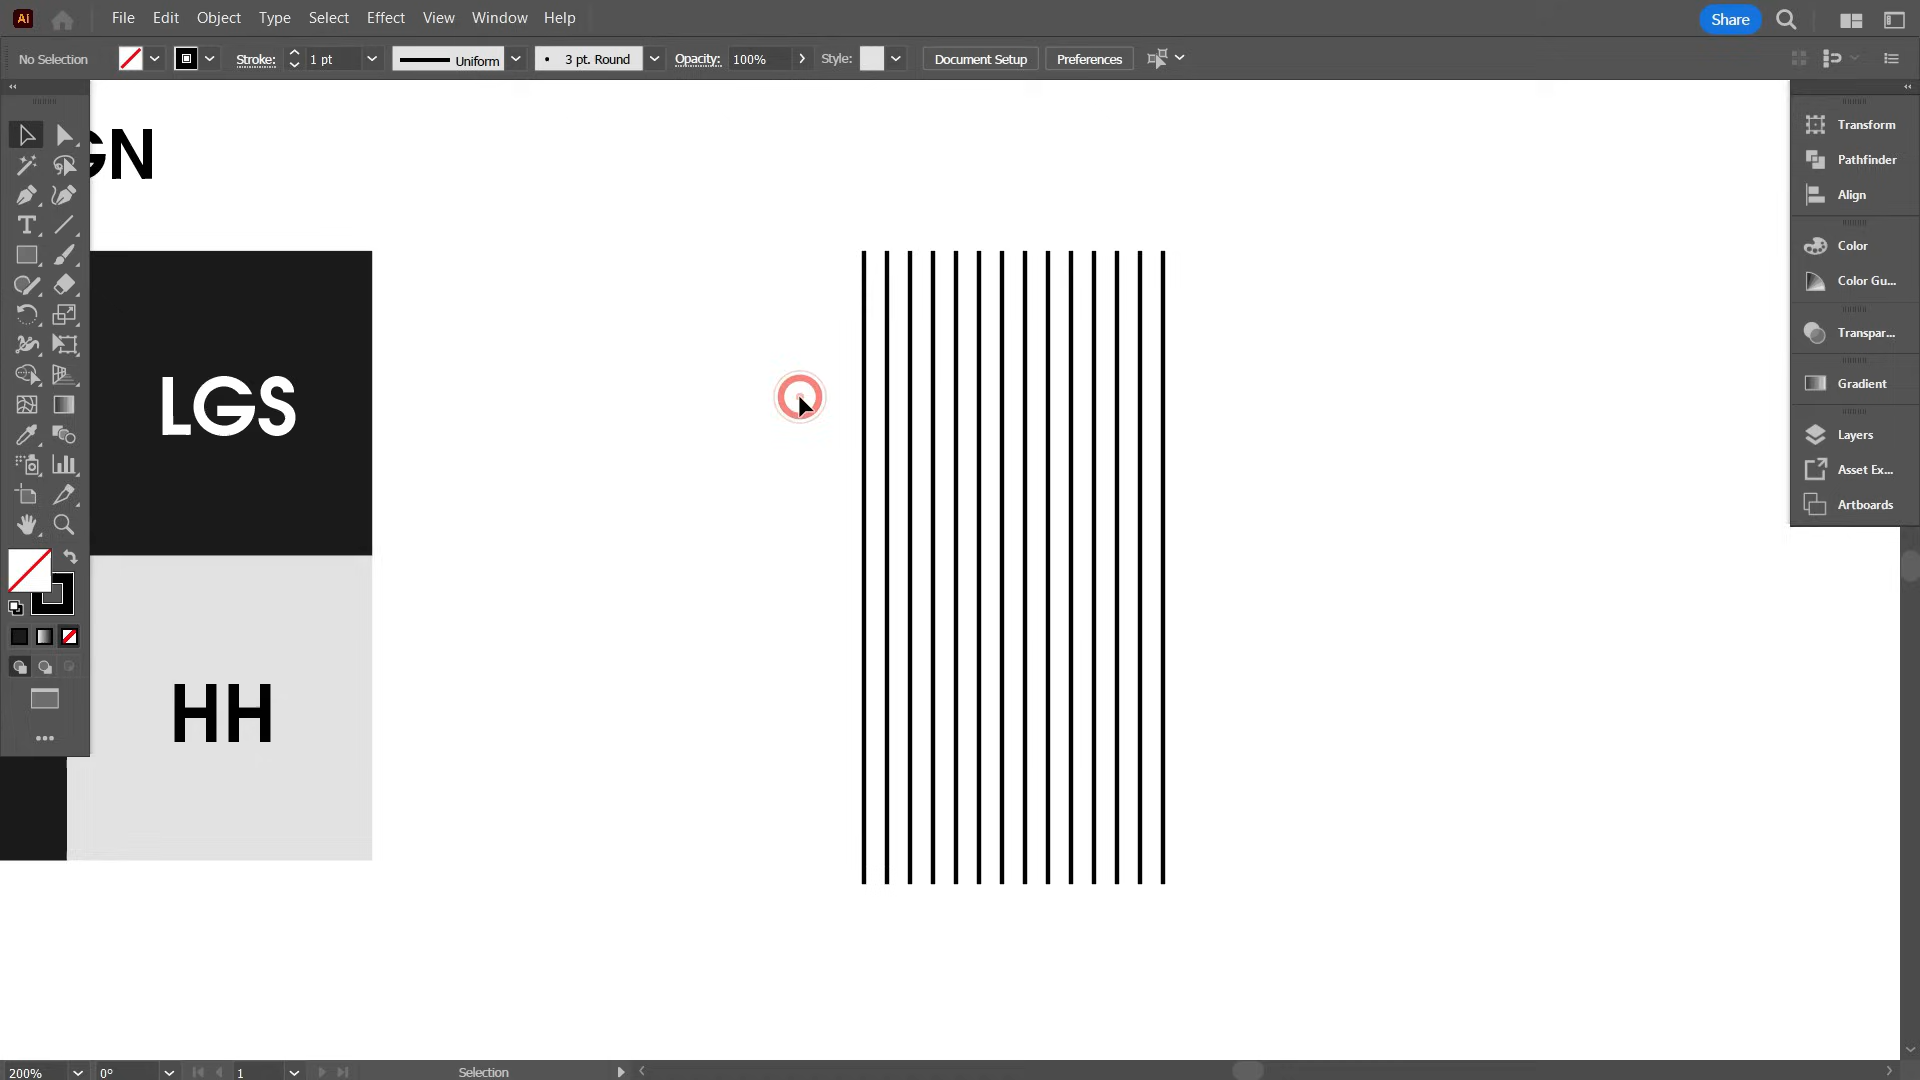 Ai File Edit Object Type Select Effect View Window Help Share
No Selection Stroke: 1 pt Uniform 3 pt. Round Opacity: 100% Style: Document Setup Preferences
GN
Transform
Pathfinder
Align
Color
Color Gu...
Transpar...
Gradient
Layers
Asset Ex...
Artboards
LGS
HH
200% 0° 1 Selection